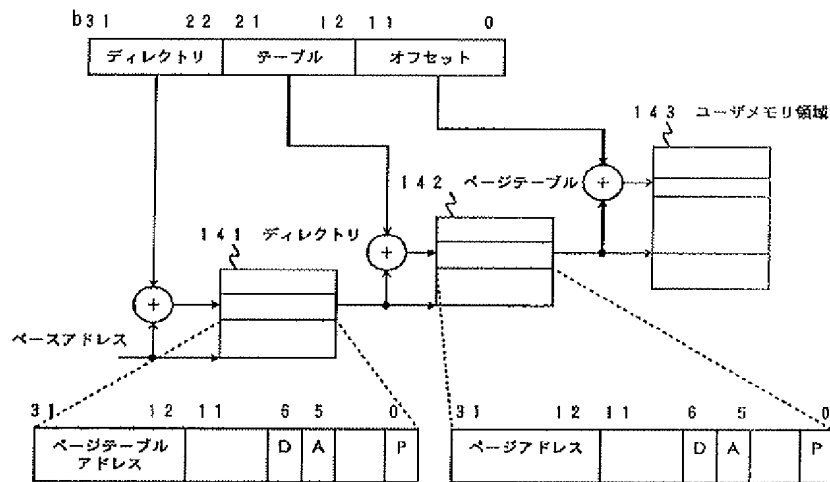 b31 22 21 12 11 0
ディレクトリ テーブル オフセット
143 ユーザメモリ領域
142 ページテーブル
141 ディレクトリ
ベースアドレス
31 12 11 6 5 0
ページテーブル
アドレス
D A P
31 12 11 6 5 0
ページアドレス D A P